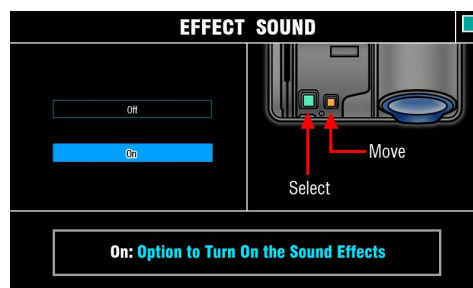 EFFECT SOUND
Off
On
Move
Select
On: Option to Turn On the Sound Effects